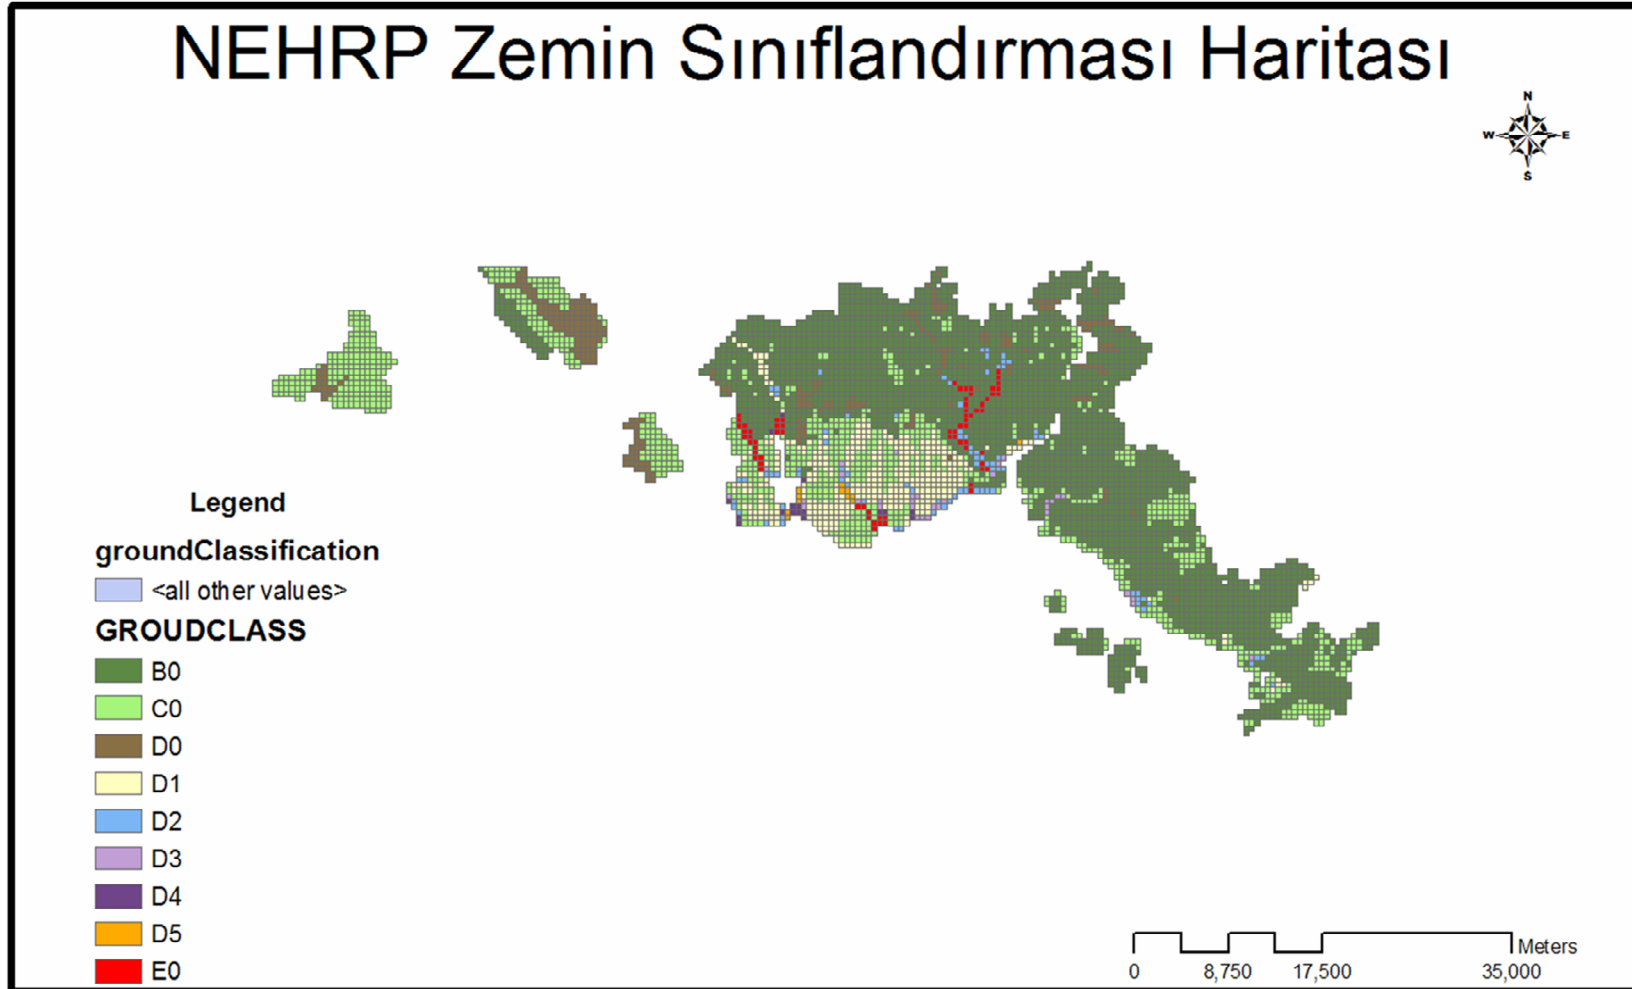 NEHRP Zemin Sınıflandırması Haritası
N
W E
S
Legend
groundClassification
<all other values>
GROUDCLASS
B0
C0
D0
D1
D2
D3
D4
D5
E0
Meters
0 8,750 17,500 35,000